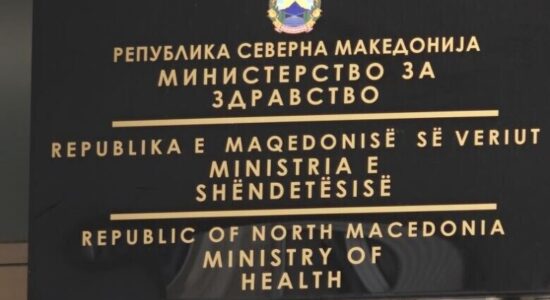 РЕПУБЛИКА СЕВЕРНА МАКЕДОНИЈА
МИНИСТЕРСТВО ЗА
ЗДРАВСТВО
REPUBLIKA E MAQEDONISË SË VERIUT
MINISTRIA E
SHËNDETËSISË
REPUBLIC OF NORTH MACEDONIA
MINISTRY OF
HEALTH